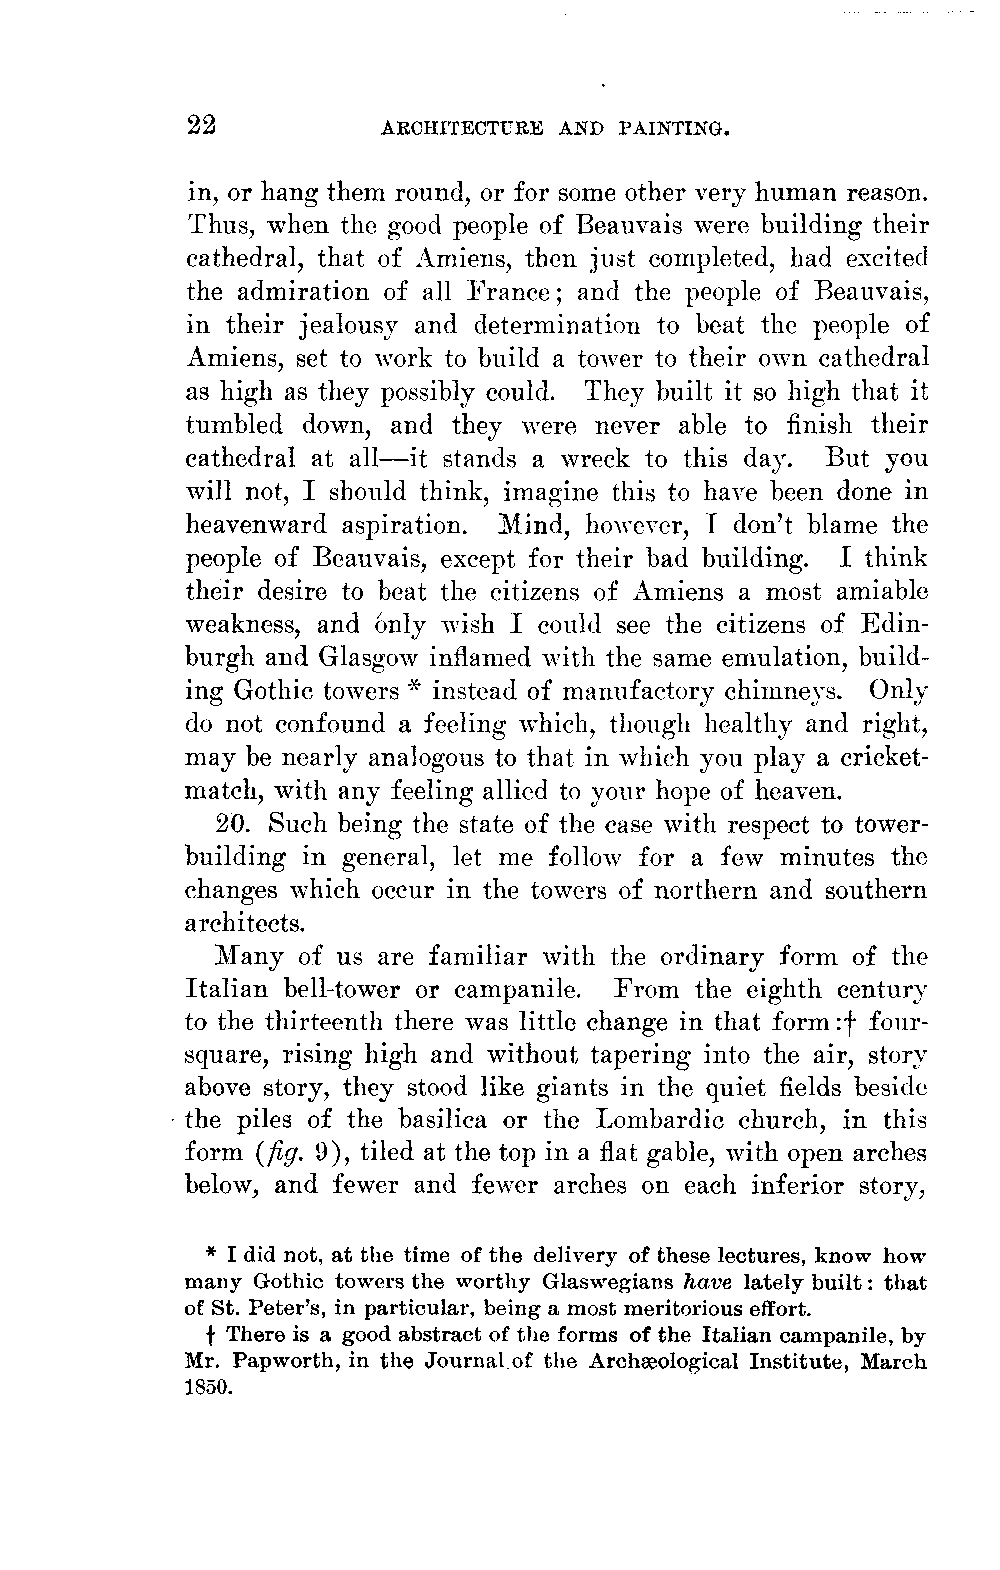 22 ARCHITECTURE AND PAINTING.
in, or hang them round, or for some other very human reason.
Thus, when the good people of Beauvais were building their
cathedral, that of Amiens, then just completed, had excited
the admiration of all France; and the people of Beauvais,
in their jealousy and determination to beat the people of
Amiens, set to work to build a tower to their own cathedral
as high as they possibly could. They built it so high that it
tumbled down, and they were never able to finish their
cathedral at all—it stands a wreck to this day. But you
will not, I should think, imagine this to have been done in
heavenward aspiration. Mind, however, I don't blame the
people of Beauvais, except for their bad building. I think
their desire to beat the citizens of Amiens a most amiable
weakness, and only wish I could see the citizens of Edin-
burgh and Glasgow inflamed with the same emulation, build-
ing Gothic towers * instead of manufactory chimneys. Only
do not confound a feeling which, though healthy and right,
may be nearly analogous to that in which you play a cricket-
match, with any feeling allied to your hope of heaven.
20. Such being the state of the case with respect to tower-
building in general, let me follow for a few minutes the
changes which occur in the towers of northern and southern
architects.
Many of us are familiar with the ordinary form of the
Italian bell-tower or campanile. From the eighth century
to the thirteenth there was little change in that form:† four-
square, rising high and without tapering into the air, story
above story, they stood like giants in the quiet fields beside
the piles of the basilica or the Lombardic church, in this
form (fig. 9), tiled at the top in a flat gable, with open arches
below, and fewer and fewer arches on each inferior story,
* I did not, at the time of the delivery of these lectures, know how
many Gothic towers the worthy Glaswegians have lately built: that
of St. Peter's, in particular, being a most meritorious effort.
† There is a good abstract of the forms of the Italian campanile, by
Mr. Papworth, in the Journal of the Archæological Institute, March
1850.